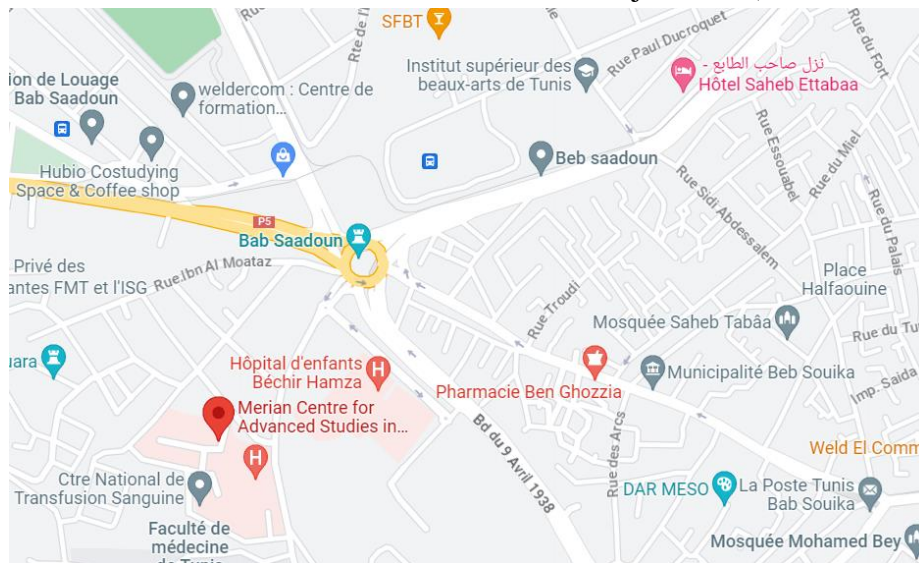 SFBT
Rte de l'
Rue Paul Ducroquet
Rue du Fort
Institut supérieur des
beaux-arts de Tunis
نزل صاحب الطابع -
Hôtel Saheb Ettabaa
ion de Louage
Bab Saadoun
weldercom : Centre de
formation...
Hubio Costudying
Space & Coffee shop
Beb saadoun
Rue Essouabel
Rue du Miel
Rue Sidi Abdessalem
Rue du Palais
P5
Bab Saadoun
Privé des
antes FMT et l'ISG
Rue Ibn Al Moataz
Place
Halfaouine
Rue Troudi
Mosquée Saheb Tabâa
Rue du Tu
uara
Hôpital d'enfants
Béchir Hamza
Pharmacie Ben Ghozzia
Municipalité Beb Souika
Imp. Saida
Merian Centre for
Advanced Studies in...
Bd du 9 Avril 1938
Rue des Arcs
Weld El Comm
Ctre National de
Transfusion Sanguine
DAR MESO
La Poste Tunis
Bab Souika
Faculté de
médecine
de Tunis
Mosquée Mohamed Bey